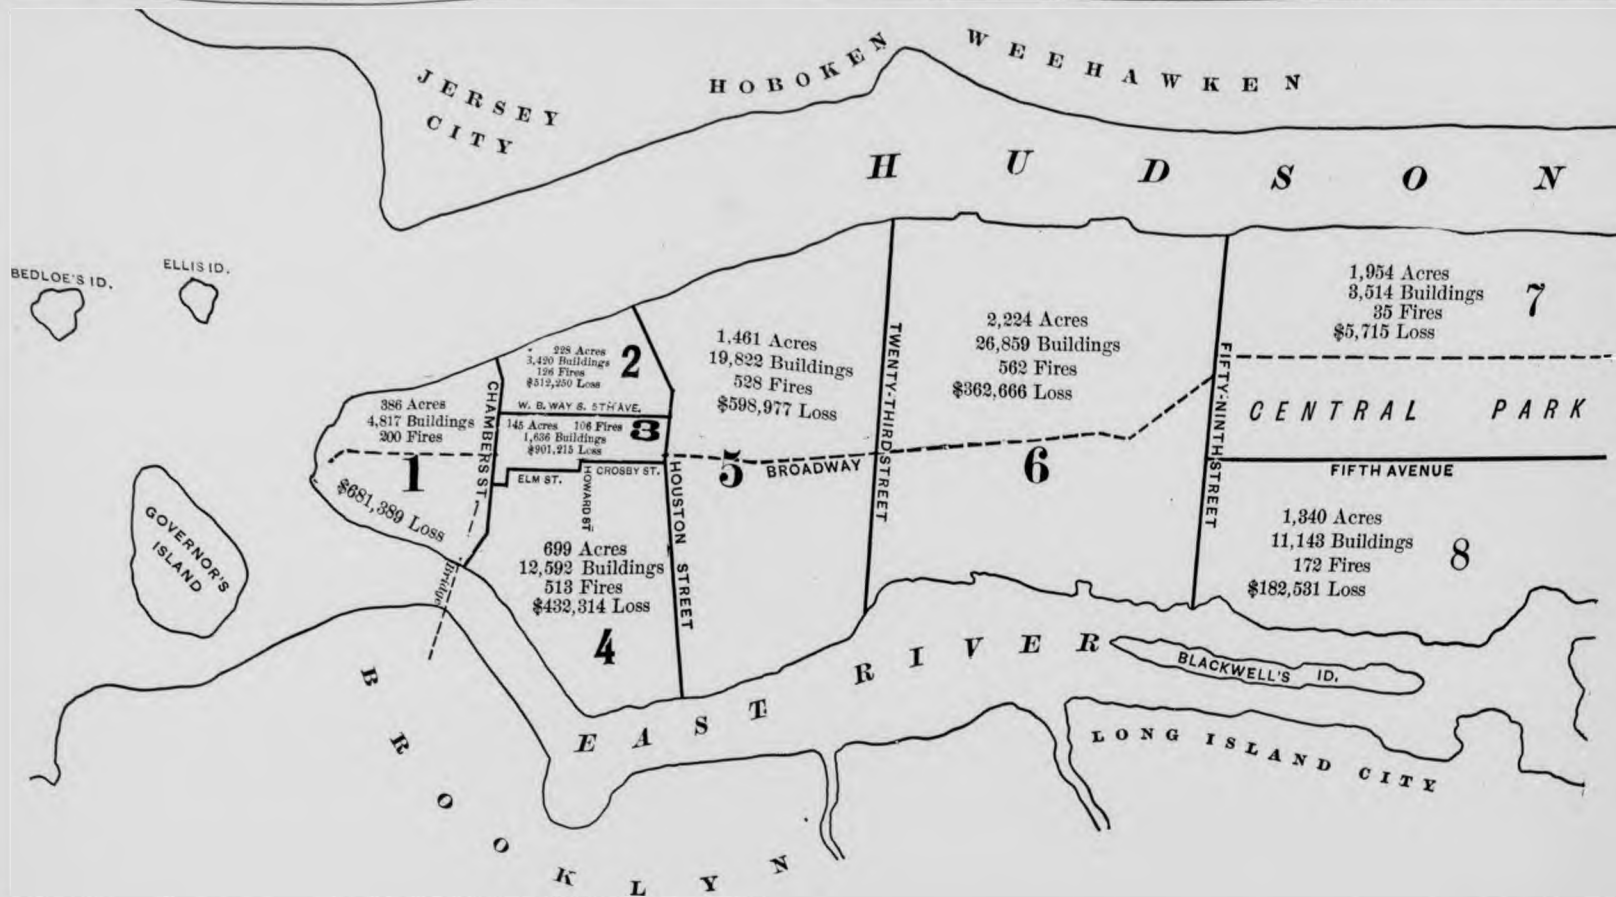 JERSEY
CITY
HOBOKEN
WEEHAWKEN
HUDSON
BEDLOE'S ID.
ELLIS ID.
GOVERNOR'S
ISLAND
386 Acres
4,817 Buildings
200 Fires
1
$681,389 Loss
CHAMBERS ST
Bridge
228 Acres
3,420 Buildings
126 Fires
$512,250 Loss
2
W. B. WAY & 5TH AVE.
145 Acres 106 Fires
1,636 Buildings
$901,215 Loss
3
ELM ST.
HOWARD ST.
CROSBY ST.
699 Acres
12,592 Buildings
513 Fires
$432,314 Loss
4
HOUSTON STREET
1,461 Acres
19,822 Buildings
528 Fires
$598,977 Loss
5
BROADWAY
TWENTY-THIRD STREET
2,224 Acres
26,859 Buildings
562 Fires
$362,666 Loss
6
FIFTY-NINTH STREET
1,954 Acres
3,514 Buildings
35 Fires
$5,715 Loss
7
CENTRAL PARK
FIFTH AVENUE
1,340 Acres
11,143 Buildings
172 Fires
$182,531 Loss
8
EAST RIVER
BLACKWELL'S ID.
LONG ISLAND CITY
BROOKLYN